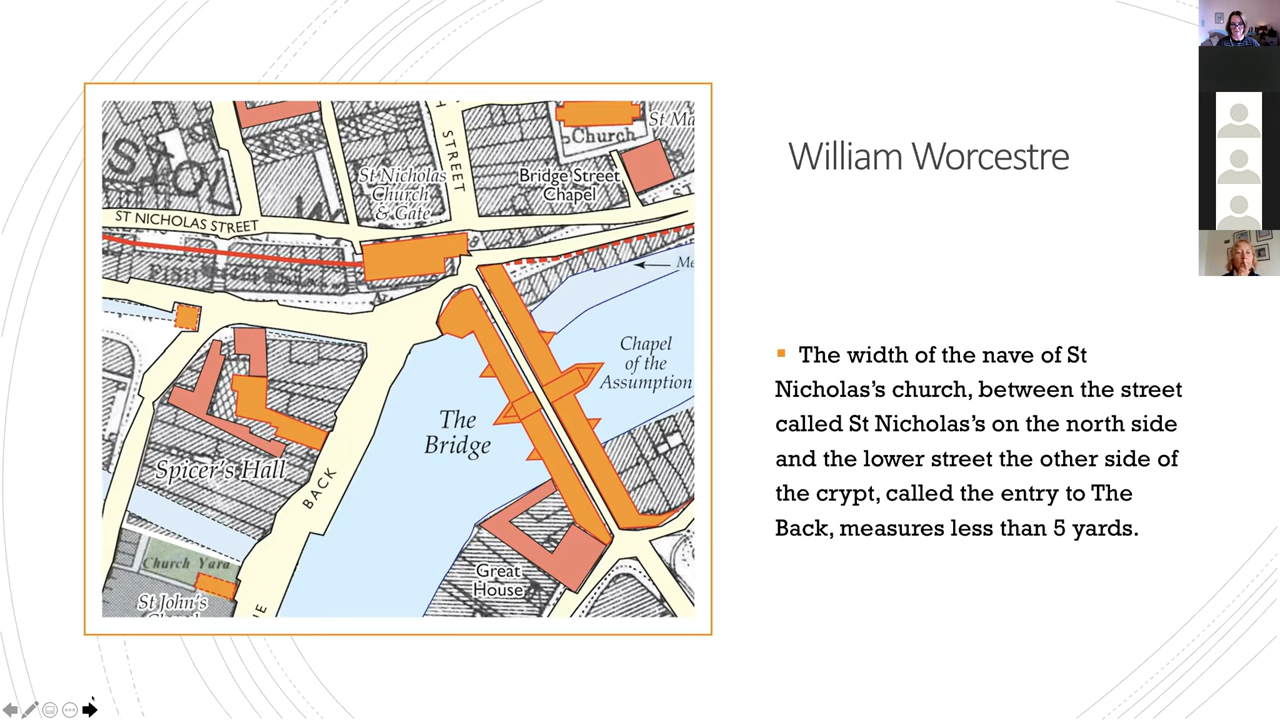 William Worcestre
The width of the nave of St
Nicholas’s church, between the street
called St Nicholas’s on the north side
and the lower street the other side of
the crypt, called the entry to The
Back, measures less than 5 yards.
STREET
Church
St Nicholas
Church
& Gate
Bridge Street
Chapel
ST NICHOLAS STREET
Chapel
of the
Assumption
The
Bridge
Spicer's Hall
BACK
Church Yard
Great
House
St John's